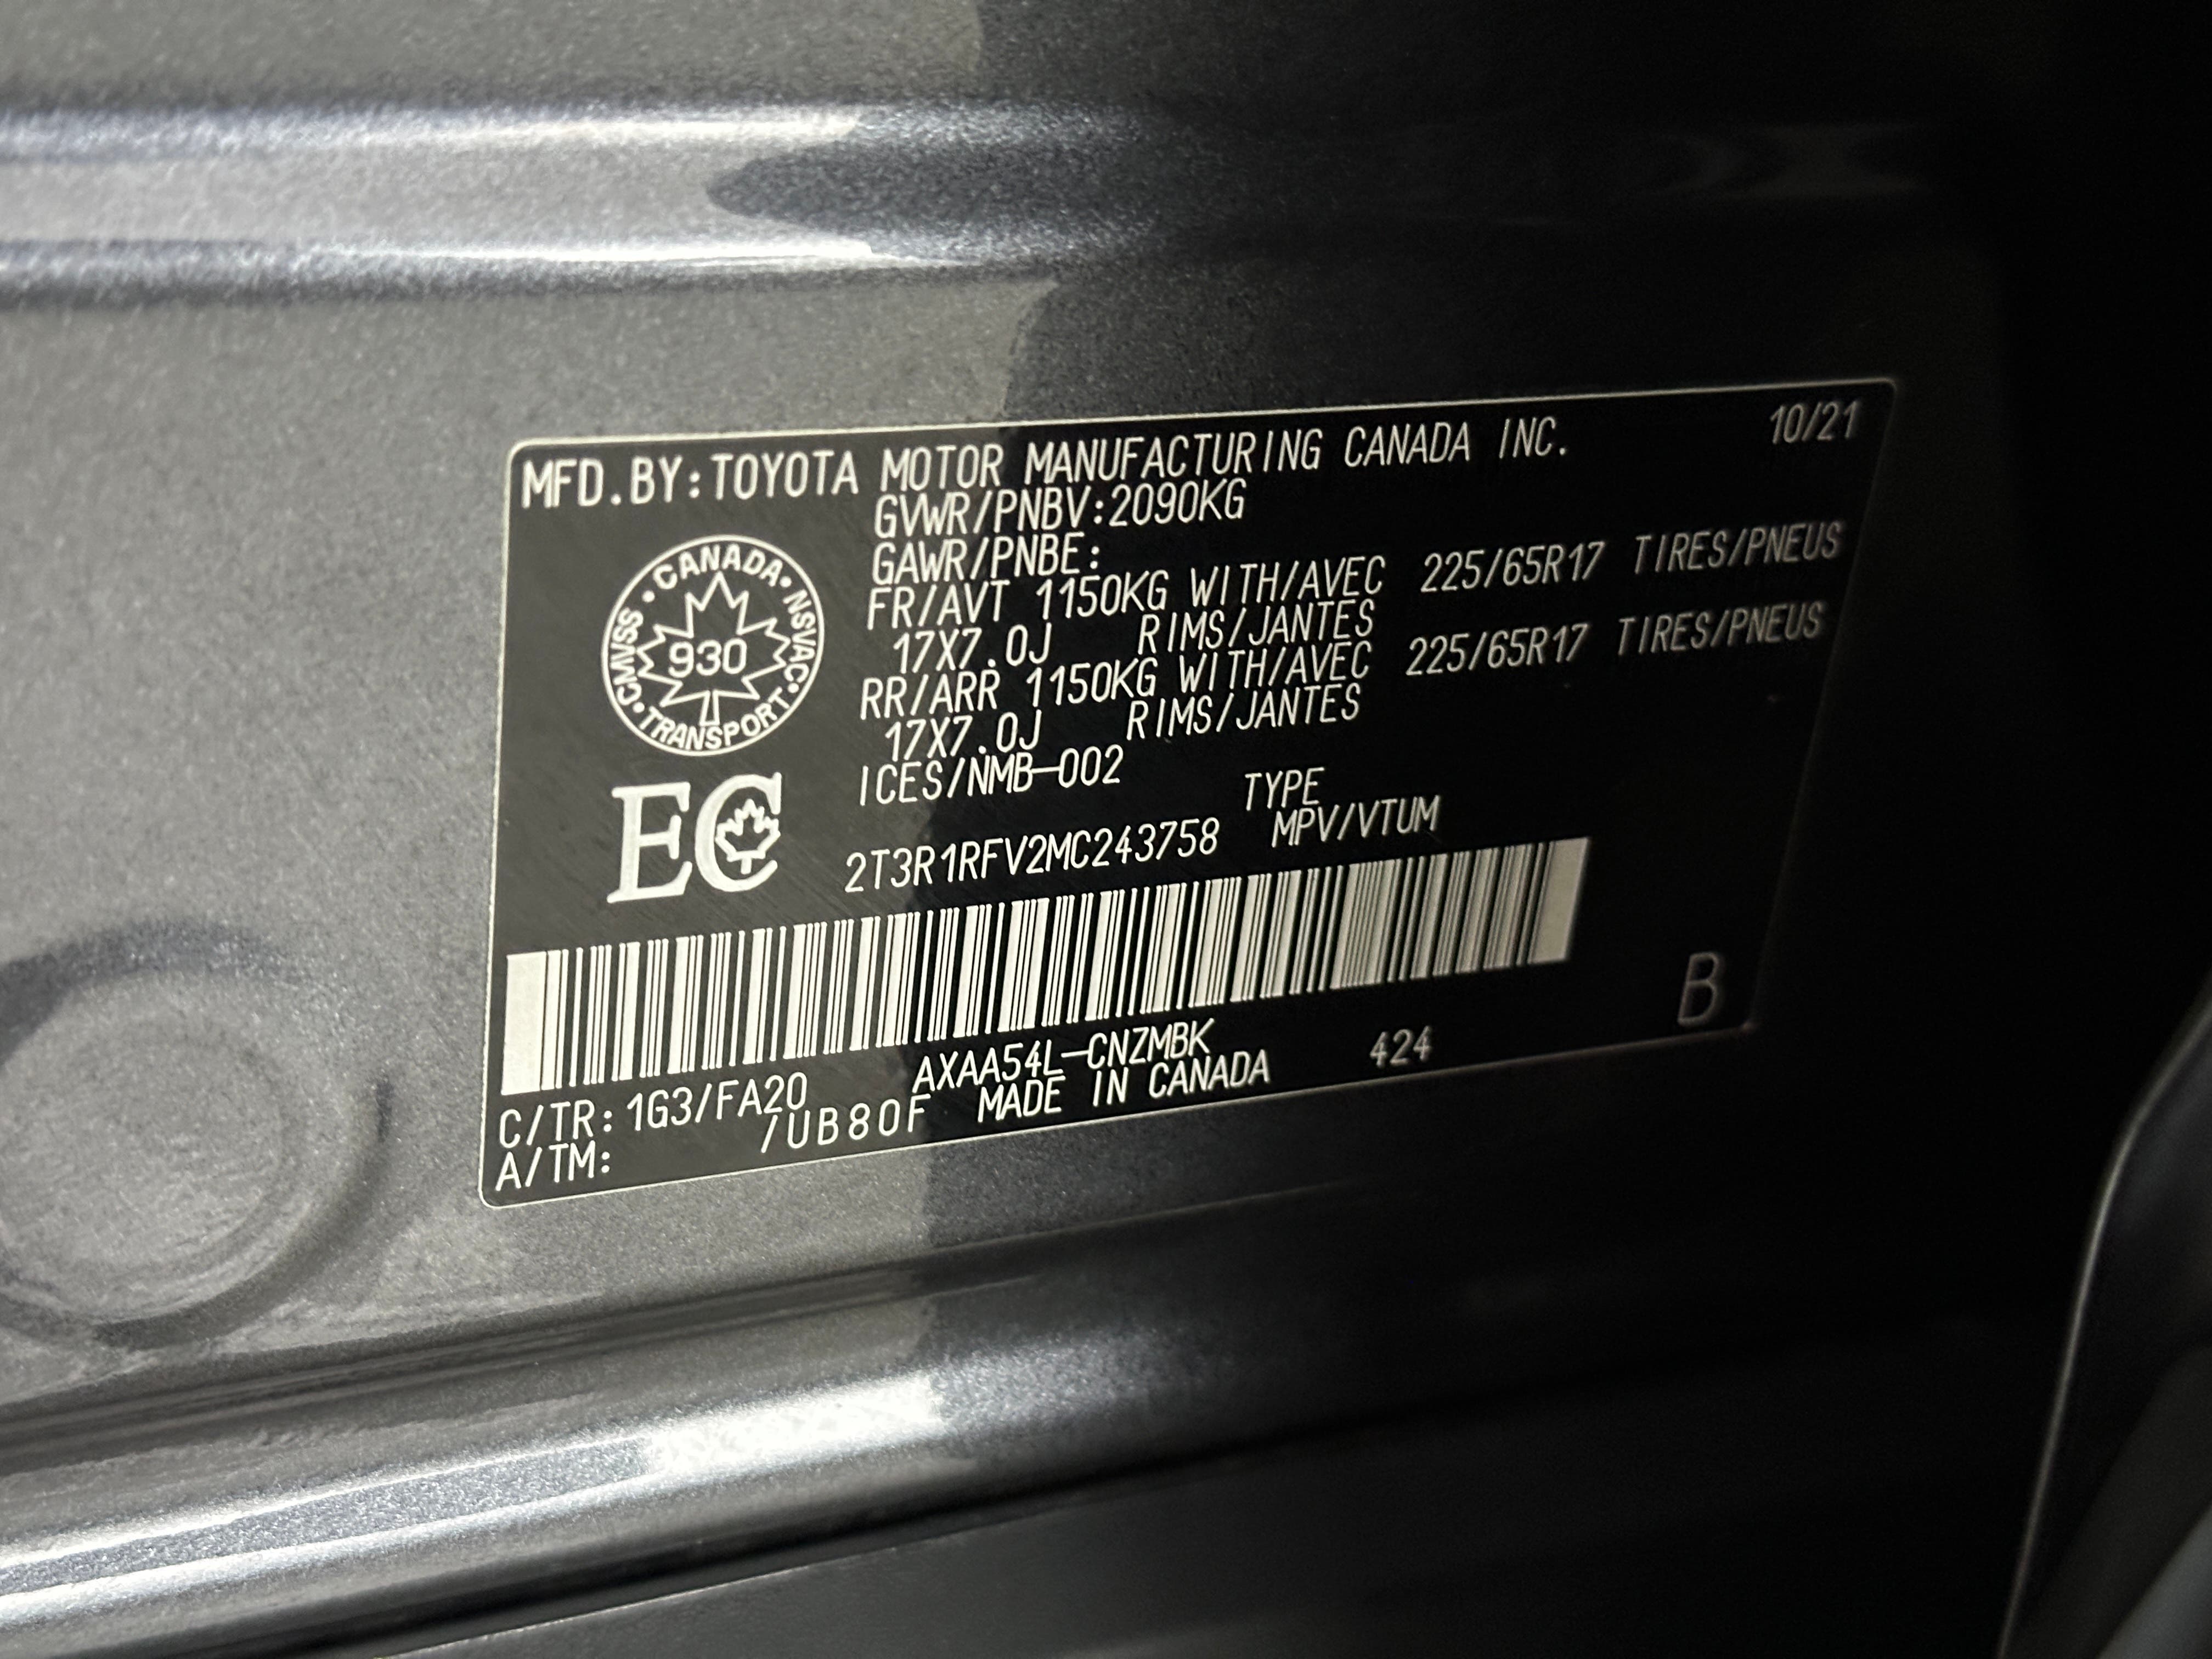 MFD.BY:TOYOTA MOTOR MANUFACTURING CANADA INC. 10/21
GVWR/PNBV:2090KG
GAWR/PNBE:
FR/AVT 1150KG WITH/AVEC 225/65R17 TIRES/PNEUS
17X7.0J RIMS/JANTES
RR/ARR 1150KG WITH/AVEC 225/65R17 TIRES/PNEUS
17X7.0J RIMS/JANTES
ICES/NMB-002
CANADA • NSVAC • TRANSPORT • CMVSS •
930
EC
TYPE
2T3R1RFV2MC243758 MPV/VTUM
B
AXAA54L-CNZMBK 424
C/TR: 1G3/FA20 MADE IN CANADA
A/TM: /UB80F